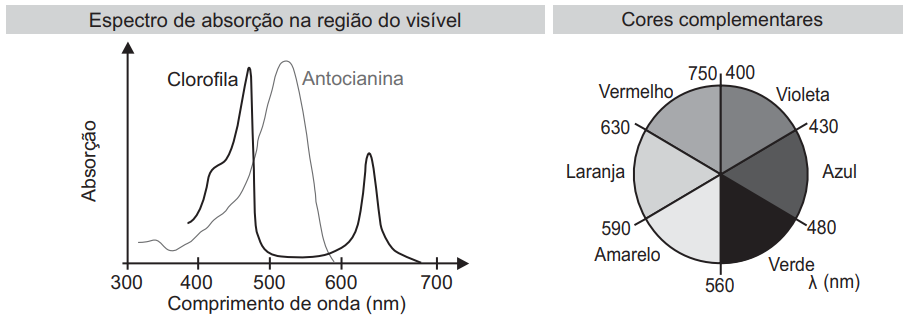 Espectro de absorção na região do visível
Clorofila
Antocianina
Absorção
300 400 500 600 700
Comprimento de onda (nm)
Cores complementares
750 400
Vermelho
Violeta
630
430
Laranja
Azul
590
480
Amarelo
Verde
560
λ (nm)